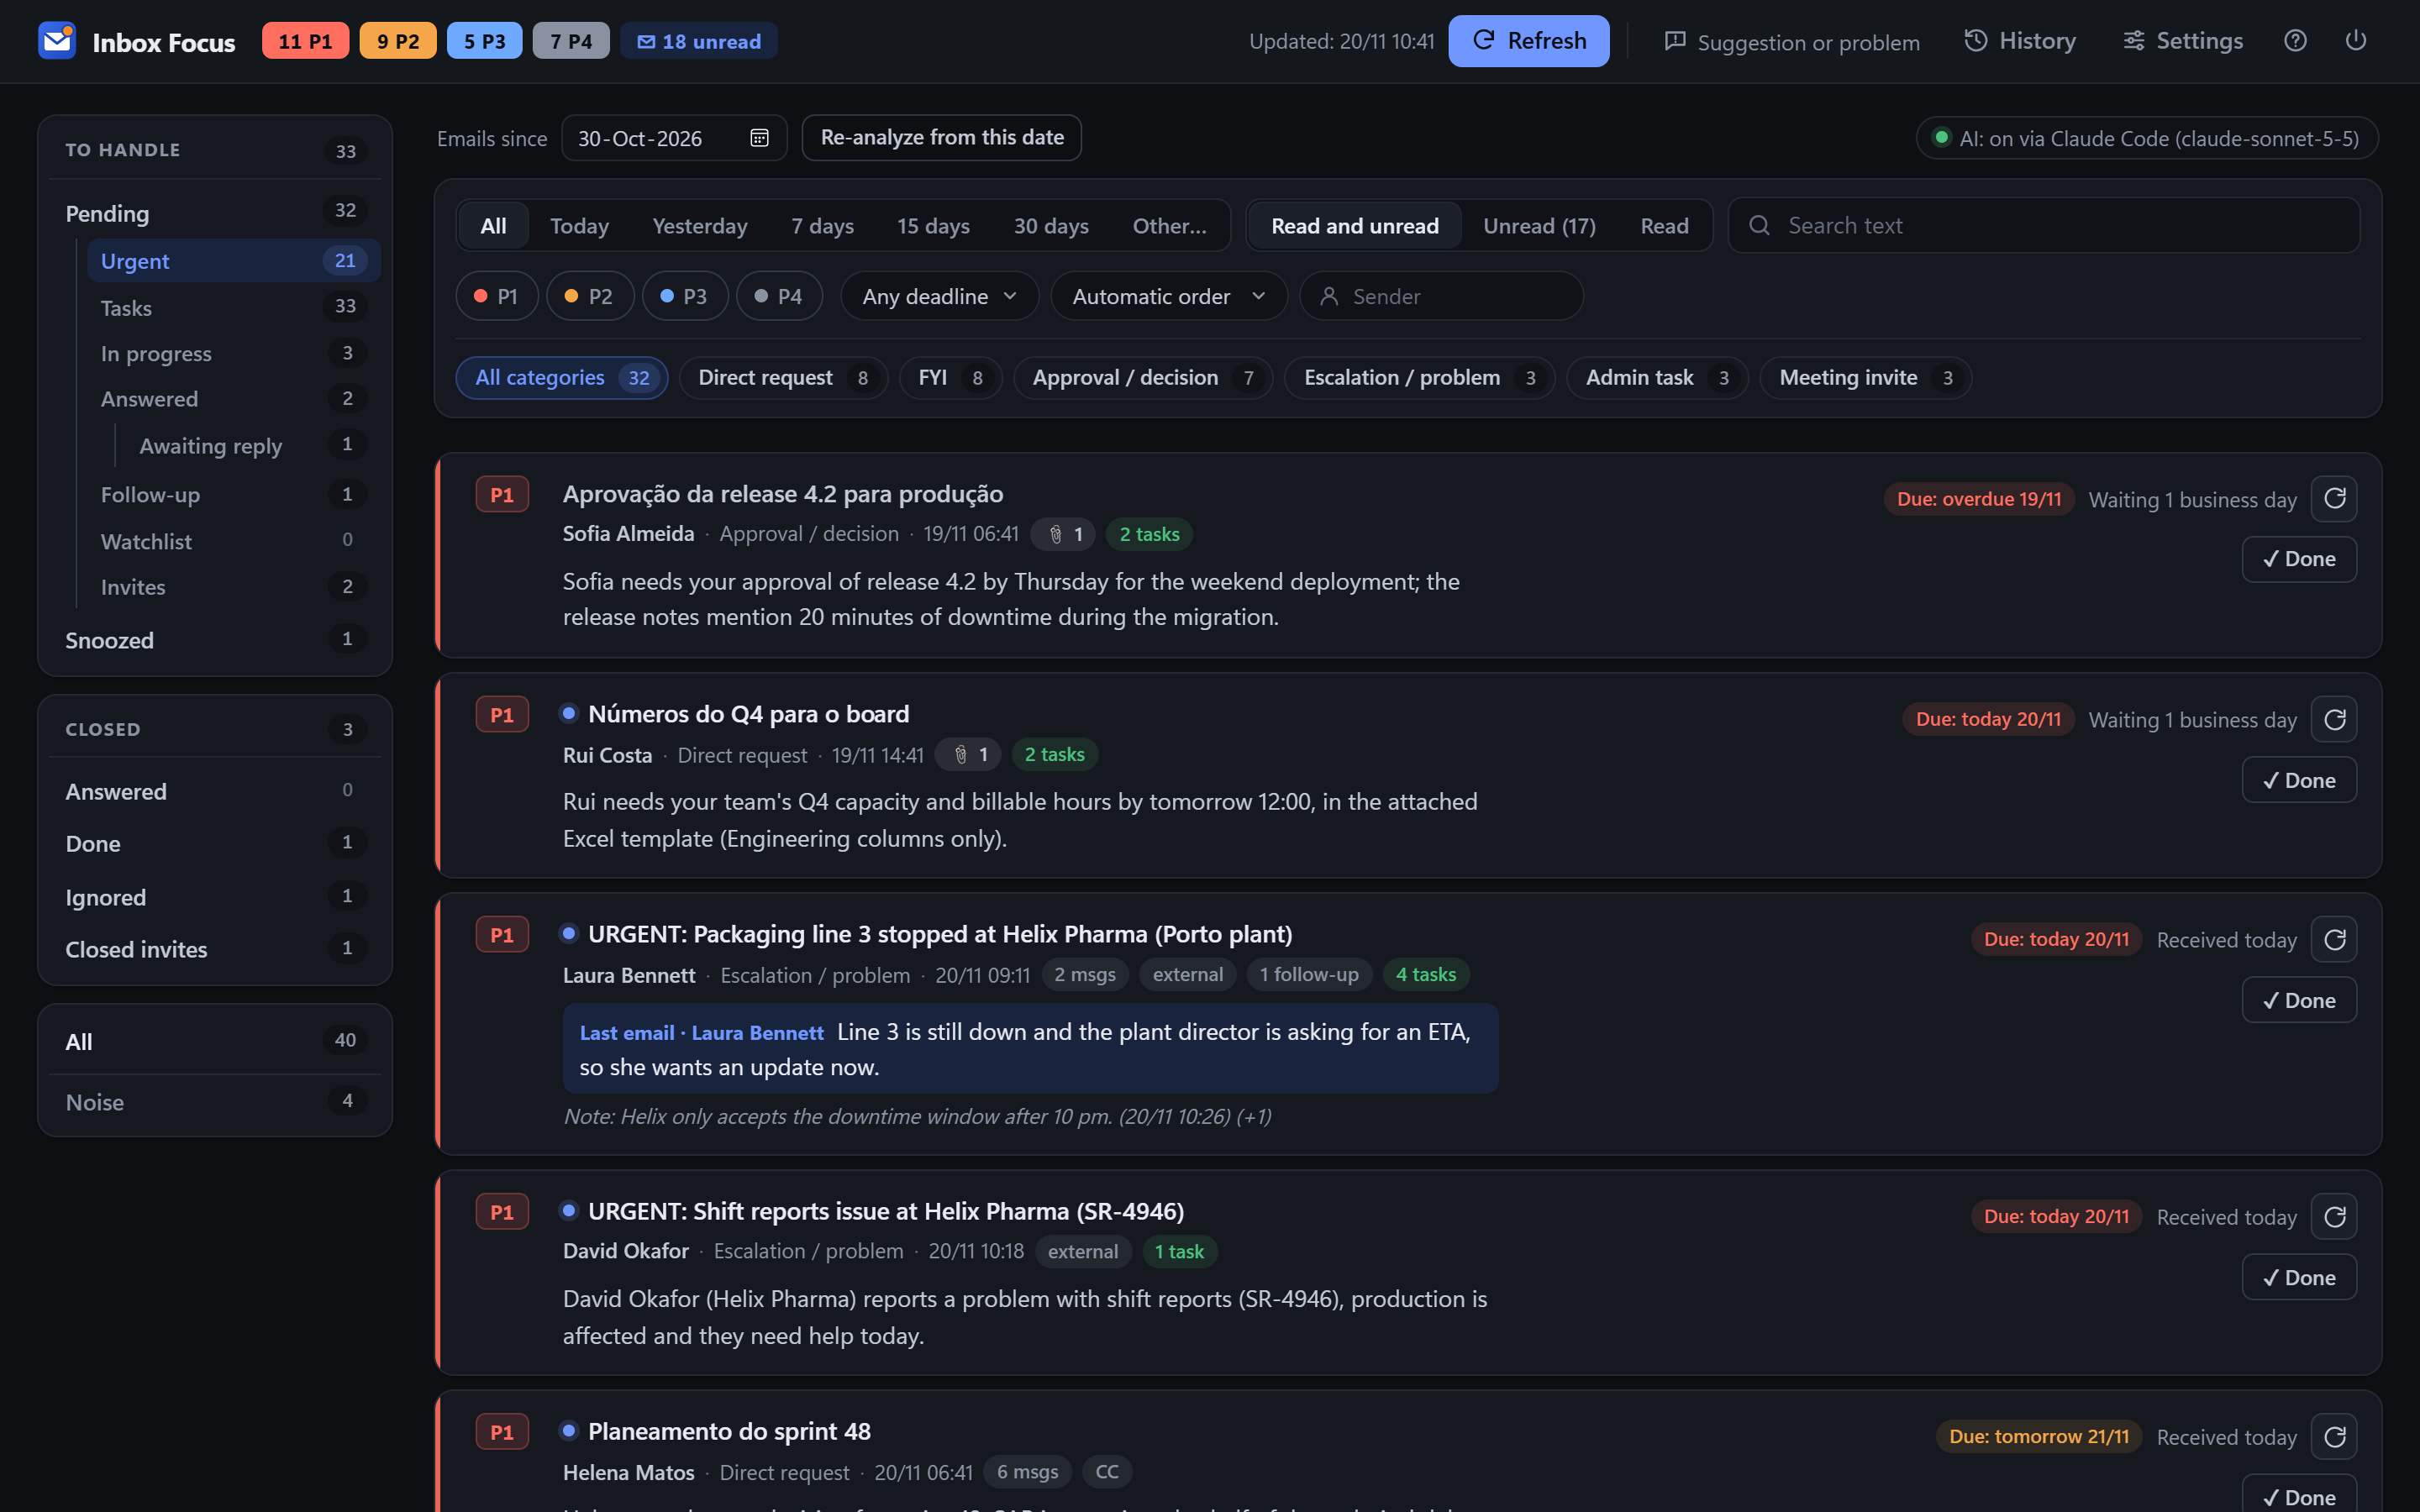 Inbox Focus 11 P1 9 P2 5 P3 7 P4 18 unread Updated: 20/11 10:41 Refresh Suggestion or problem History Settings
TO HANDLE 33
Pending 32
Urgent 21
Tasks 33
In progress 3
Answered 2
Awaiting reply 1
Follow-up 1
Watchlist 0
Invites 2
Snoozed 1
CLOSED 3
Answered 0
Done 1
Ignored 1
Closed invites 1
All 40
Noise 4
Emails since 30-Oct-2026 Re-analyze from this date AI: on via Claude Code (claude-sonnet-5-5)
All Today Yesterday 7 days 15 days 30 days Other... Read and unread Unread (17) Read Search text
P1 P2 P3 P4 Any deadline Automatic order Sender
All categories 32 Direct request 8 FYI 8 Approval / decision 7 Escalation / problem 3 Admin task 3 Meeting invite 3
P1 Aprovação da release 4.2 para produção Due: overdue 19/11 Waiting 1 business day
Sofia Almeida · Approval / decision · 19/11 06:41 1 2 tasks
✓ Done
Sofia needs your approval of release 4.2 by Thursday for the weekend deployment; the
release notes mention 20 minutes of downtime during the migration.
P1 Números do Q4 para o board Due: today 20/11 Waiting 1 business day
Rui Costa · Direct request · 19/11 14:41 1 2 tasks
✓ Done
Rui needs your team's Q4 capacity and billable hours by tomorrow 12:00, in the attached
Excel template (Engineering columns only).
P1 URGENT: Packaging line 3 stopped at Helix Pharma (Porto plant) Due: today 20/11 Received today
Laura Bennett · Escalation / problem · 20/11 09:11 2 msgs external 1 follow-up 4 tasks
✓ Done
Last email · Laura Bennett Line 3 is still down and the plant director is asking for an ETA,
so she wants an update now.
Note: Helix only accepts the downtime window after 10 pm. (20/11 10:26) (+1)
P1 URGENT: Shift reports issue at Helix Pharma (SR-4946) Due: today 20/11 Received today
David Okafor · Escalation / problem · 20/11 10:18 external 1 task
✓ Done
David Okafor (Helix Pharma) reports a problem with shift reports (SR-4946), production is
affected and they need help today.
P1 Planeamento do sprint 48 Due: tomorrow 21/11 Received today
Helena Matos · Direct request · 20/11 06:41 6 msgs CC
✓ Done